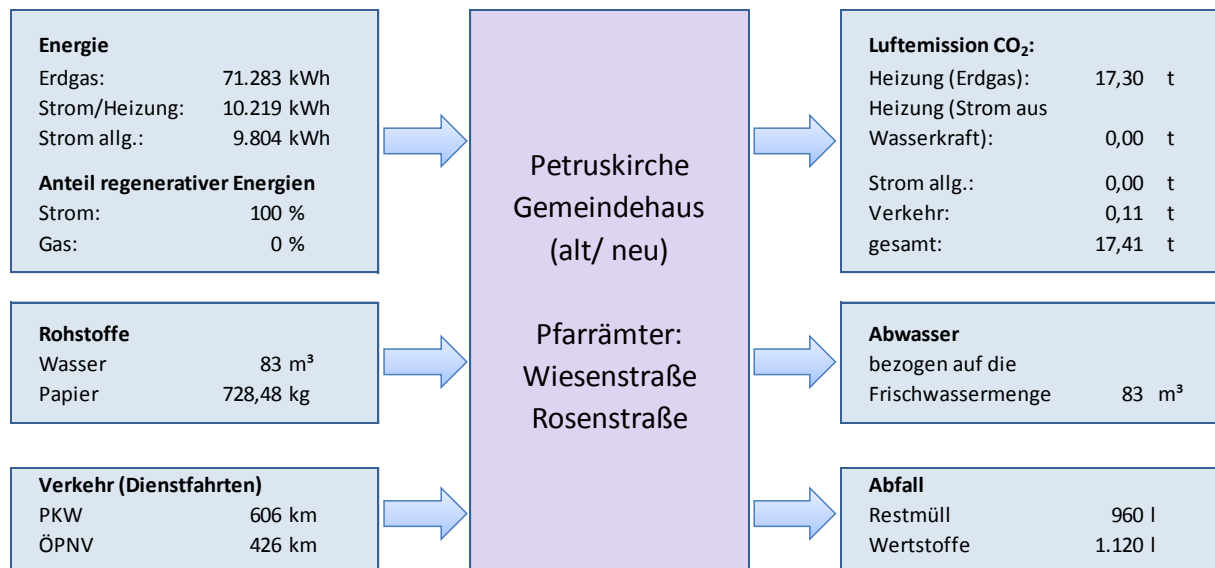 Energie
Erdgas: 71.283 kWh
Strom/Heizung: 10.219 kWh
Strom allg.: 9.804 kWh
Anteil regenerativer Energien
Strom: 100 %
Gas: 0 %
Rohstoffe
Wasser 83 m³
Papier 728,48 kg
Verkehr (Dienstfahrten)
PKW 606 km
ÖPNV 426 km
Petruskirche
Gemeindehaus
(alt/ neu)
Pfarrämter:
Wiesenstraße
Rosenstraße
Luftemission CO₂:
Heizung (Erdgas): 17,30 t
Heizung (Strom aus
Wasserkraft): 0,00 t
Strom allg.: 0,00 t
Verkehr: 0,11 t
gesamt: 17,41 t
Abwasser
bezogen auf die
Frischwassermenge 83 m³
Abfall
Restmüll 960 l
Wertstoffe 1.120 l